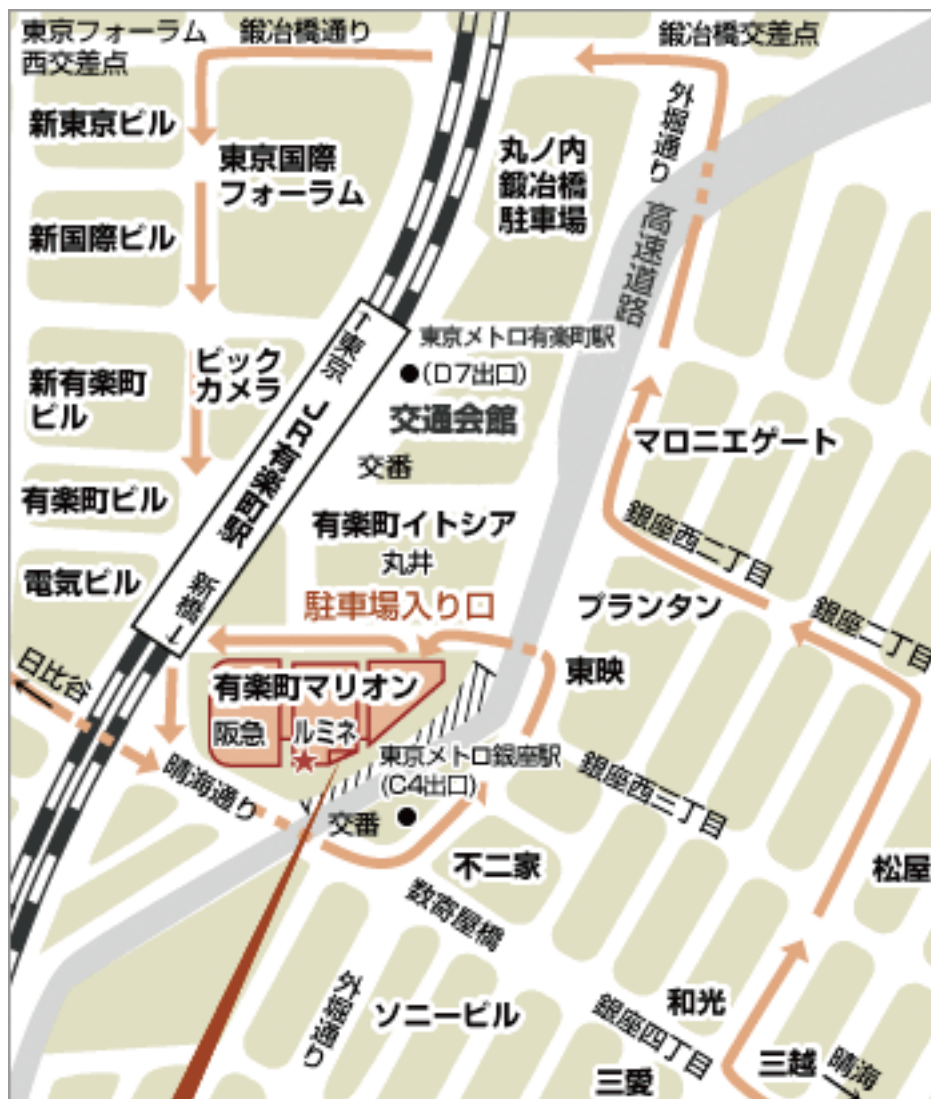 東京フォーラム
西交差点
鍛冶橋通り
鍛冶橋交差点
外堀通り
新東京ビル
東京国際
フォーラム
丸ノ内
鍛冶橋
駐車場
新国際ビル
高速道路
↑東京 JR有楽町駅 新橋↓
東京メトロ有楽町駅
●(D7出口)
ビック
カメラ
新有楽町
ビル
交通会館
マロニエゲート
交番
有楽町ビル
有楽町イトシア
丸井
銀座西二丁目
電気ビル
駐車場入り口
プランタン
銀座二丁目
日比谷
東映
有楽町マリオン
阪急
ルミネ
東京メトロ銀座駅
(C4出口)
銀座西三丁目
晴海通り
交番
不二家
松屋
数寄屋橋
外堀通り
ソニービル
和光
銀座四丁目
三越
晴海
三愛